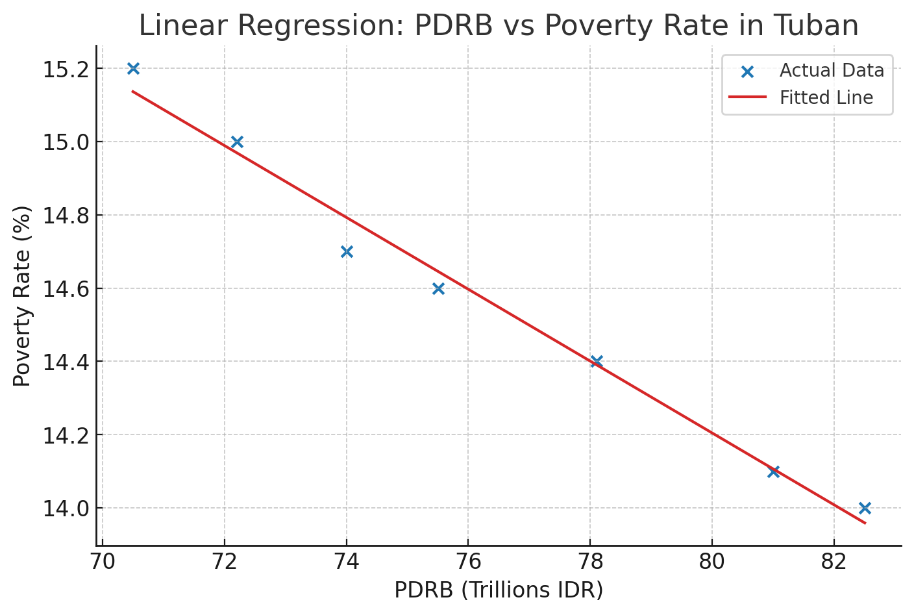 Linear Regression: PDRB vs Poverty Rate in Tuban
Actual Data
Fitted Line
Poverty Rate (%)
15.2
15.0
14.8
14.6
14.4
14.2
14.0
70 72 74 76 78 80 82
PDRB (Trillions IDR)